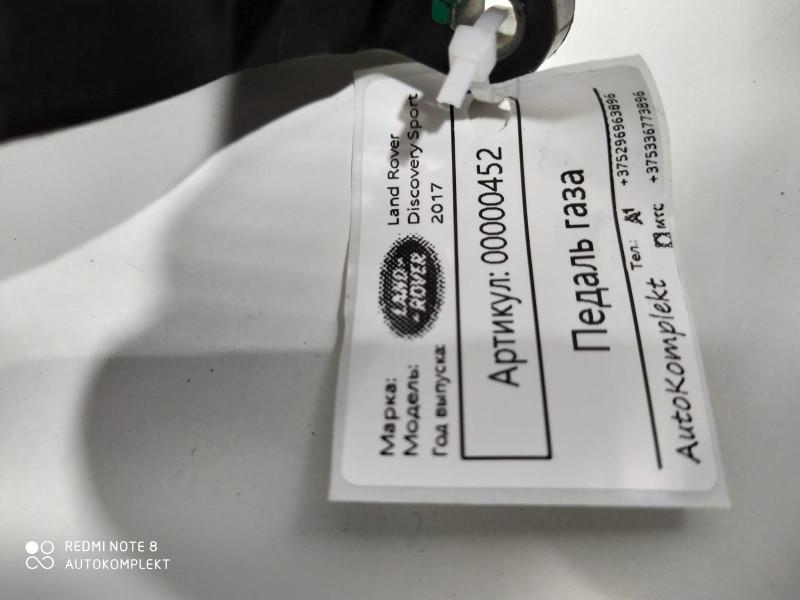 Марка: Land Rover
Модель: Discovery Sport
Год выпуска: 2017
LAND-
-ROVER
Артикул: 00000452
Педаль газа
AutoKomplekt
Тел.: A1 +375296963896
МТС +375336773896
REDMI NOTE 8
AUTOKOMPLEKT